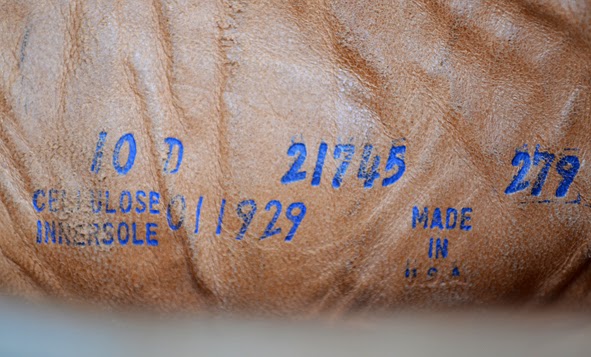 10 D 21745 279
CELLULOSE 011929
INNERSOLE
MADE
IN
U.S.A.